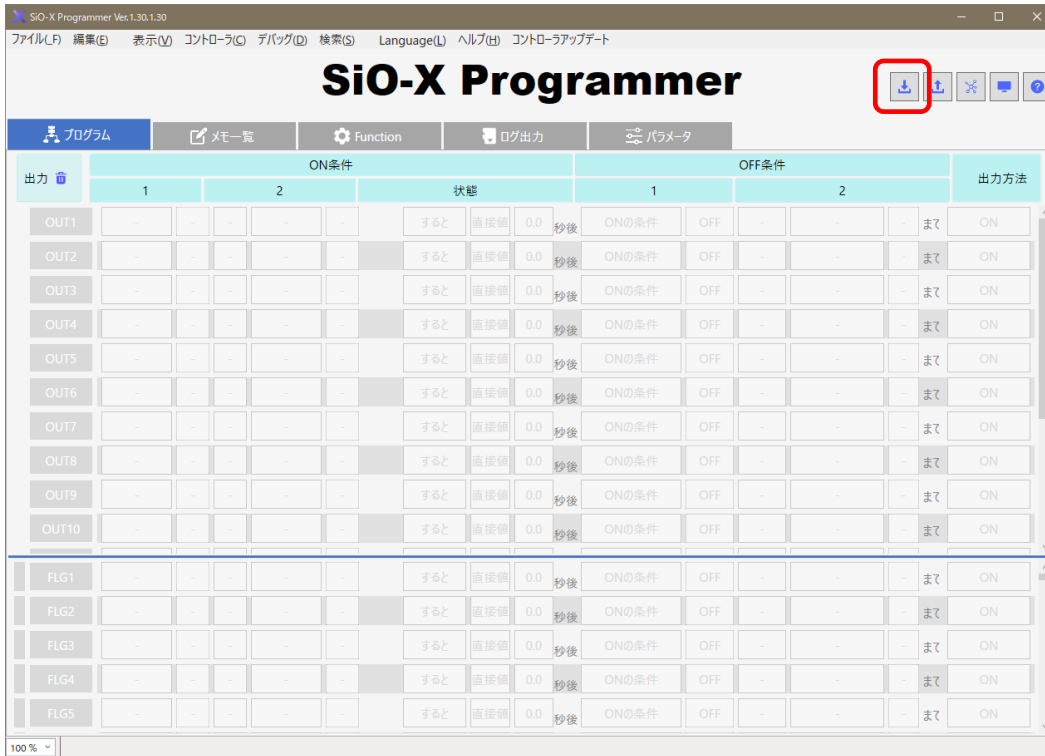 SiO-X Programmer Ver.1.30.1.30
ファイル(_F) 編集(E) 表示(V) コントローラ(C) デバッグ(D) 検索(S) Language(L) ヘルプ(H) コントローラアップデート
SiO-X Programmer
プログラム メモ一覧 Function ログ出力 パラメータ
出力 ON条件 OFF条件 出力方法
1 2 状態 1 2
OUT1 - - - - - すると 直接値 0.0 秒後 ONの条件 OFF - - - まで ON
OUT2 - - - - - すると 直接値 0.0 秒後 ONの条件 OFF - - - まで ON
OUT3 - - - - - すると 直接値 0.0 秒後 ONの条件 OFF - - - まで ON
OUT4 - - - - - すると 直接値 0.0 秒後 ONの条件 OFF - - - まで ON
OUT5 - - - - - すると 直接値 0.0 秒後 ONの条件 OFF - - - まで ON
OUT6 - - - - - すると 直接値 0.0 秒後 ONの条件 OFF - - - まで ON
OUT7 - - - - - すると 直接値 0.0 秒後 ONの条件 OFF - - - まで ON
OUT8 - - - - - すると 直接値 0.0 秒後 ONの条件 OFF - - - まで ON
OUT9 - - - - - すると 直接値 0.0 秒後 ONの条件 OFF - - - まで ON
OUT10 - - - - - すると 直接値 0.0 秒後 ONの条件 OFF - - - まで ON
FLG1 - - - - - すると 直接値 0.0 秒後 ONの条件 OFF - - - まで ON
FLG2 - - - - - すると 直接値 0.0 秒後 ONの条件 OFF - - - まで ON
FLG3 - - - - - すると 直接値 0.0 秒後 ONの条件 OFF - - - まで ON
FLG4 - - - - - すると 直接値 0.0 秒後 ONの条件 OFF - - - まで ON
FLG5 - - - - - すると 直接値 0.0 秒後 ONの条件 OFF - - - まで ON
100 %